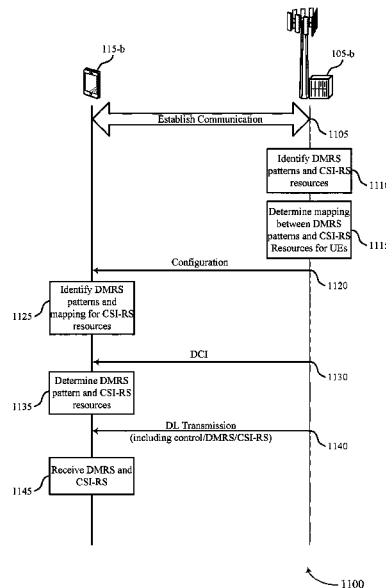 115-b
105-b
Establish Communication
1105
Identify DMRS
patterns and CSI-RS
resources
1110
Determine mapping
between DMRS
patterns and CSI-RS
Resources for UEs
1115
Configuration
1120
Identify DMRS
patterns and
mapping for CSI-RS
resources
1125
DCI
1130
Determine DMRS
pattern and CSI-RS
resources
1135
DL Transmission
(including control/DMRS/CSI-RS)
1140
Receive DMRS and
CSI-RS
1145
1100